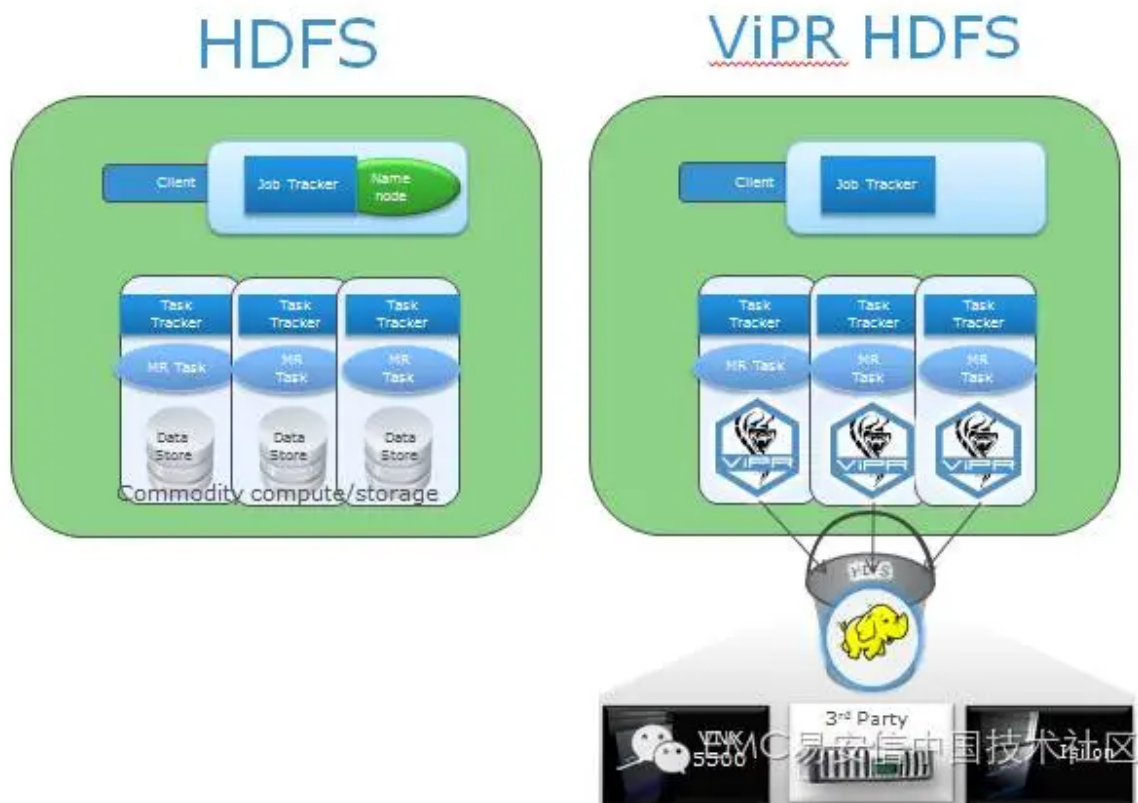 HDFS
ViPR HDFS
Client
Job Tracker
Name
node
Client
Job Tracker
Task
Tracker
Task
Tracker
Task
Tracker
MR Task
MR
Task
MR
Task
Data
Store
Data
Store
Data
Store
Commodity compute/storage
Task
Tracker
Task
Tracker
Task
Tracker
MR Task
MR
Task
MR
Task
ViPR
ViPR
ViPR
HDFS
5500
3rd Party
Isilon
EMC易安信中国技术社区